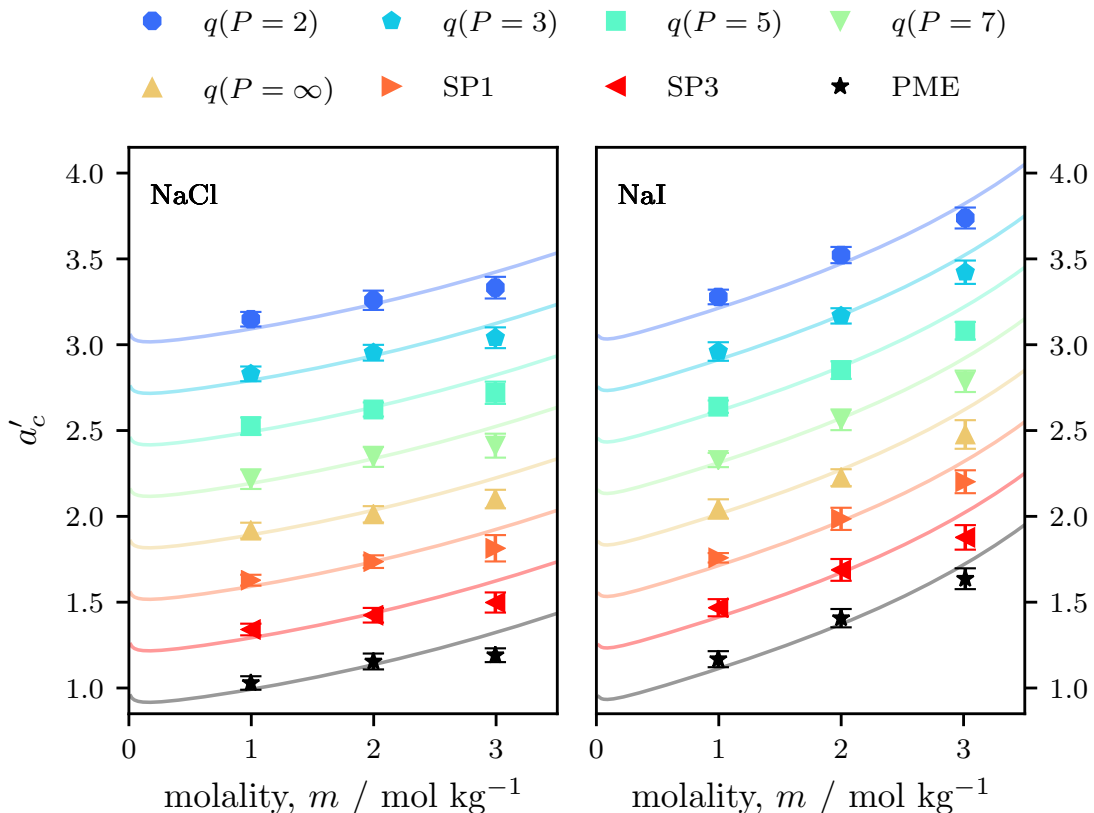 q(P = 2) q(P = 3) q(P = 5) q(P = 7)
q(P = ∞) SP1 SP3 PME
NaCl NaI
4.0 4.0
3.5 3.5
3.0 3.0
2.5 2.5
2.0 2.0
1.5 1.5
1.0 1.0
a′c
0 1 2 3 0 1 2 3
molality, m / mol kg⁻¹ molality, m / mol kg⁻¹